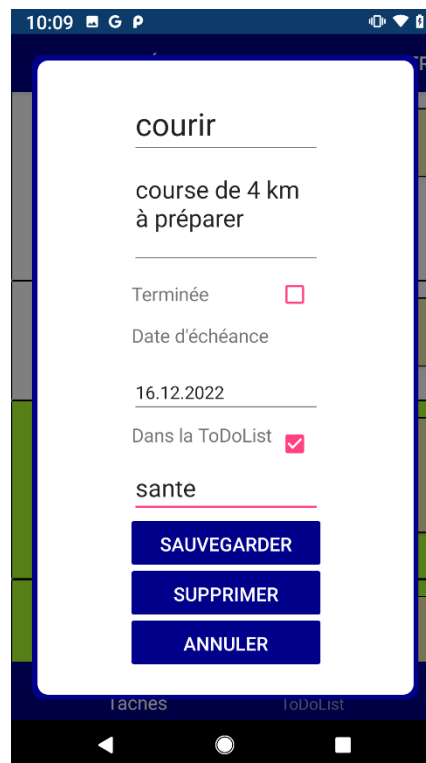 10:09 G P
courir
course de 4 km
à préparer
Terminée
Date d'échéance
16.12.2022
Dans la ToDoList
sante
SAUVEGARDER
SUPPRIMER
ANNULER
Taches
ToDoList